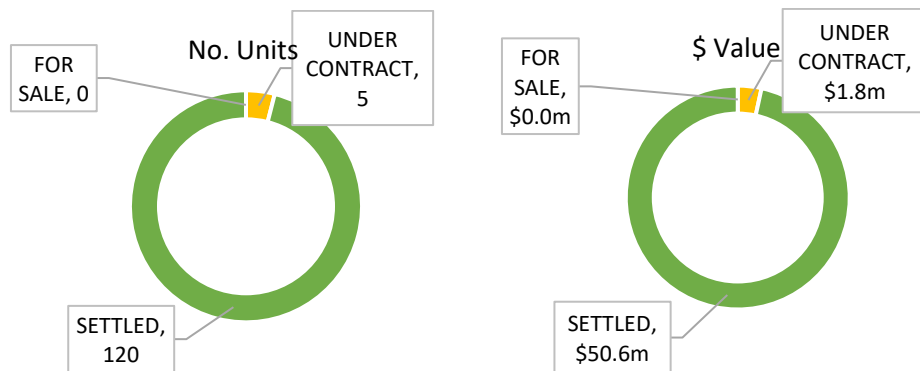 No. Units
FOR
SALE, 0
UNDER
CONTRACT,
5
SETTLED,
120
$ Value
FOR
SALE,
$0.0m
UNDER
CONTRACT,
$1.8m
SETTLED,
$50.6m